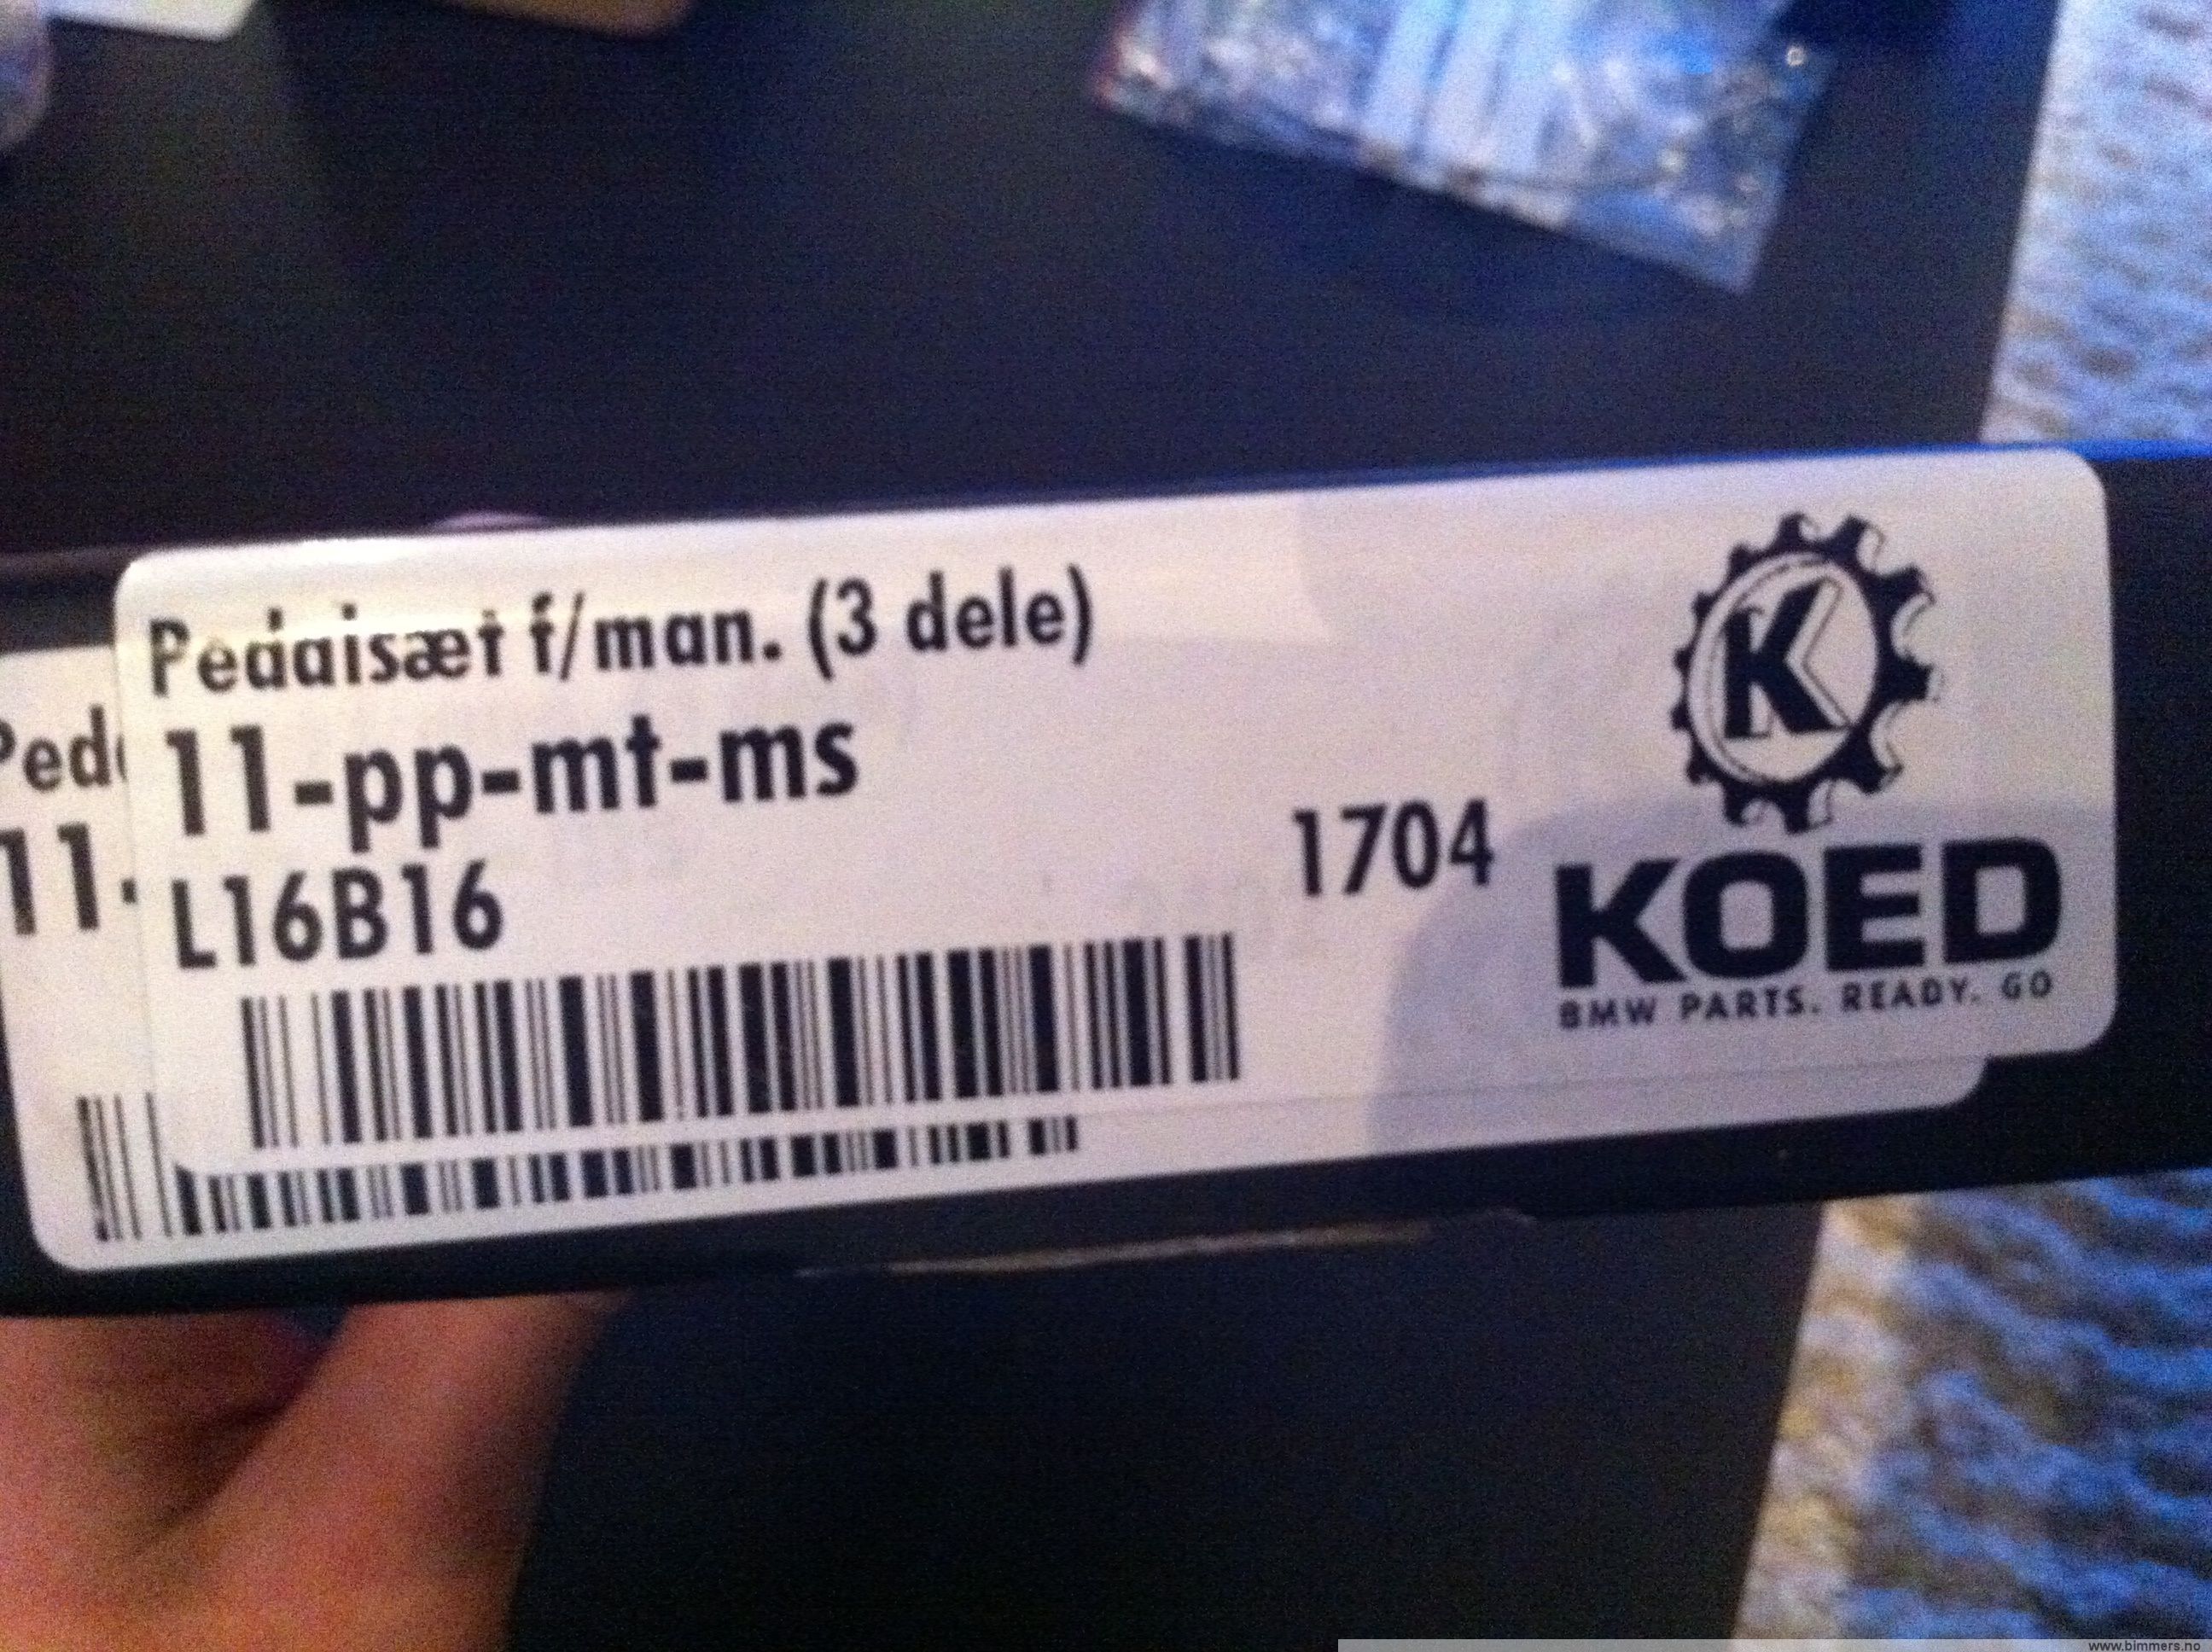 Pedalsæt f/man. (3 dele)
11-pp-mt-ms
L16B16
1704
K
KOED
BMW PARTS. READY. GO
Ped
11-
www.bimmers.no